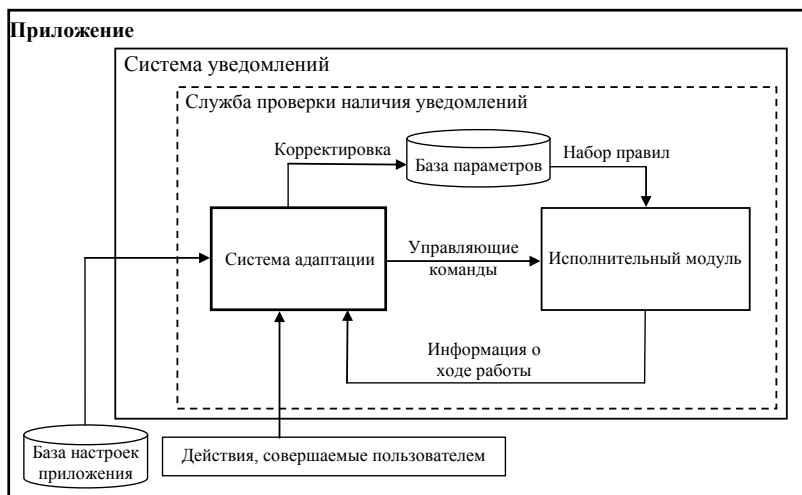 Приложение
Система уведомлений
Служба проверки наличия уведомлений
Корректировка
База параметров
Набор правил
Система адаптации
Управляющие
команды
Исполнительный модуль
Информация о
ходе работы
База настроек
приложения
Действия, совершаемые пользователем